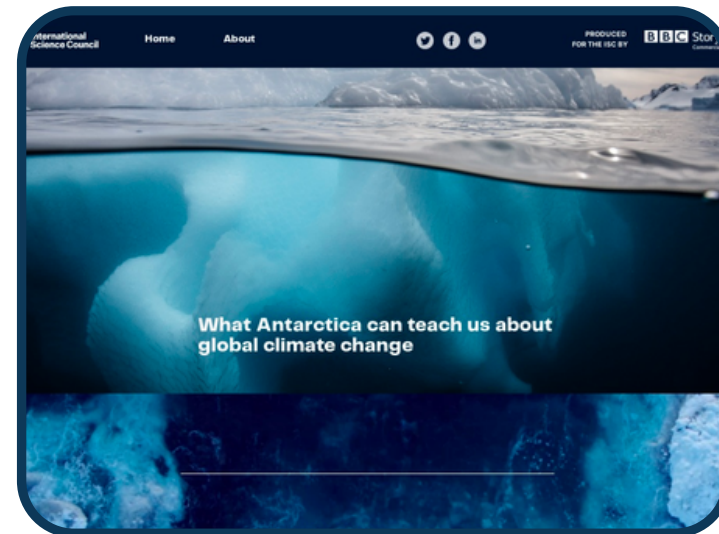 International
Science Council
Home
About
PRODUCED
FOR THE ISC BY
BBC
What Antarctica can teach us about
global climate change